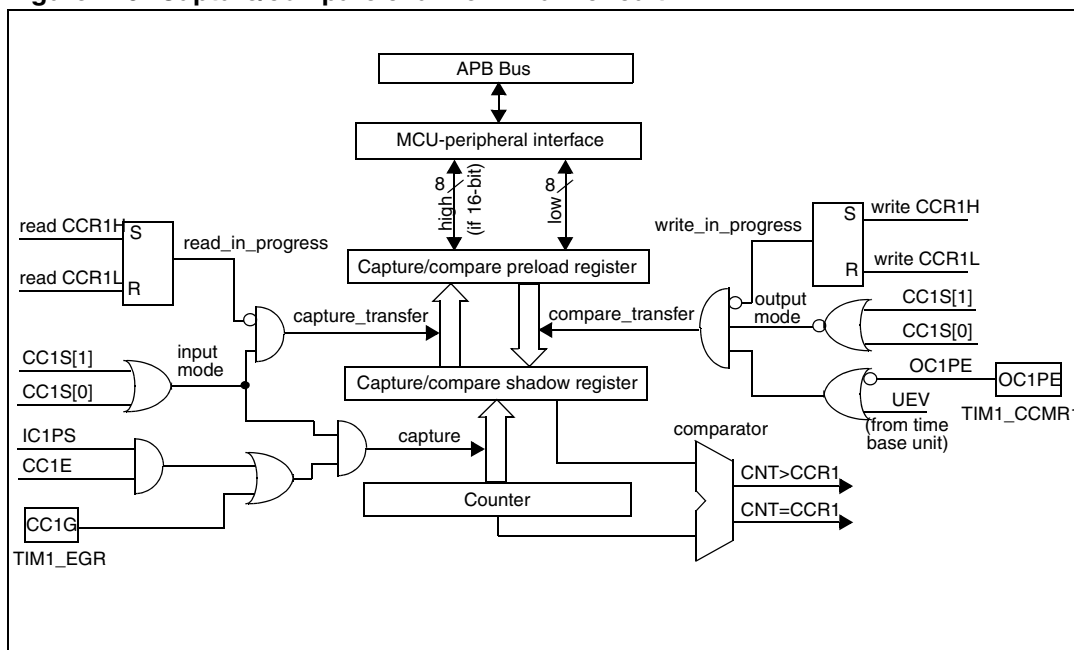 APB Bus
MCU-peripheral interface
8
high
(if 16-bit)
8
low
read CCR1H
S
read_in_progress
read CCR1L
R
write_in_progress
S
write CCR1H
R
write CCR1L
Capture/compare preload register
capture_transfer
compare_transfer
output
mode
CC1S[1]
CC1S[0]
CC1S[1]
CC1S[0]
input
mode
Capture/compare shadow register
OC1PE
OC1PE
UEV
(from time
base unit)
TIM1_CCMR1
IC1PS
CC1E
capture
comparator
Counter
CNT>CCR1
CNT=CCR1
CC1G
TIM1_EGR